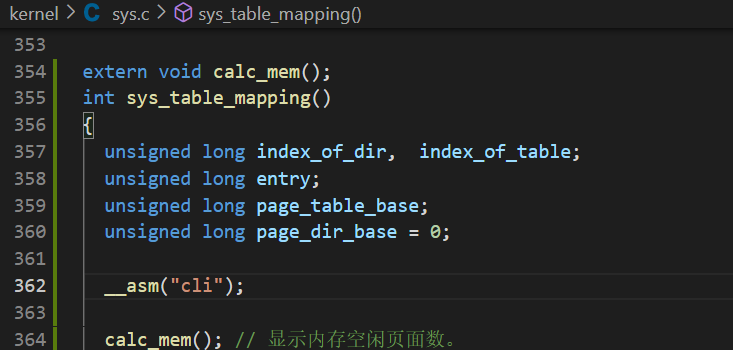 kernel > C sys.c > sys_table_mapping()
353
354 extern void calc_mem();
355 int sys_table_mapping()
356 {
357 unsigned long index_of_dir,  index_of_table;
358 unsigned long entry;
359 unsigned long page_table_base;
360 unsigned long page_dir_base = 0;
361
362 __asm("cli");
363
364 calc_mem(); // 显示内存空闲页面数。